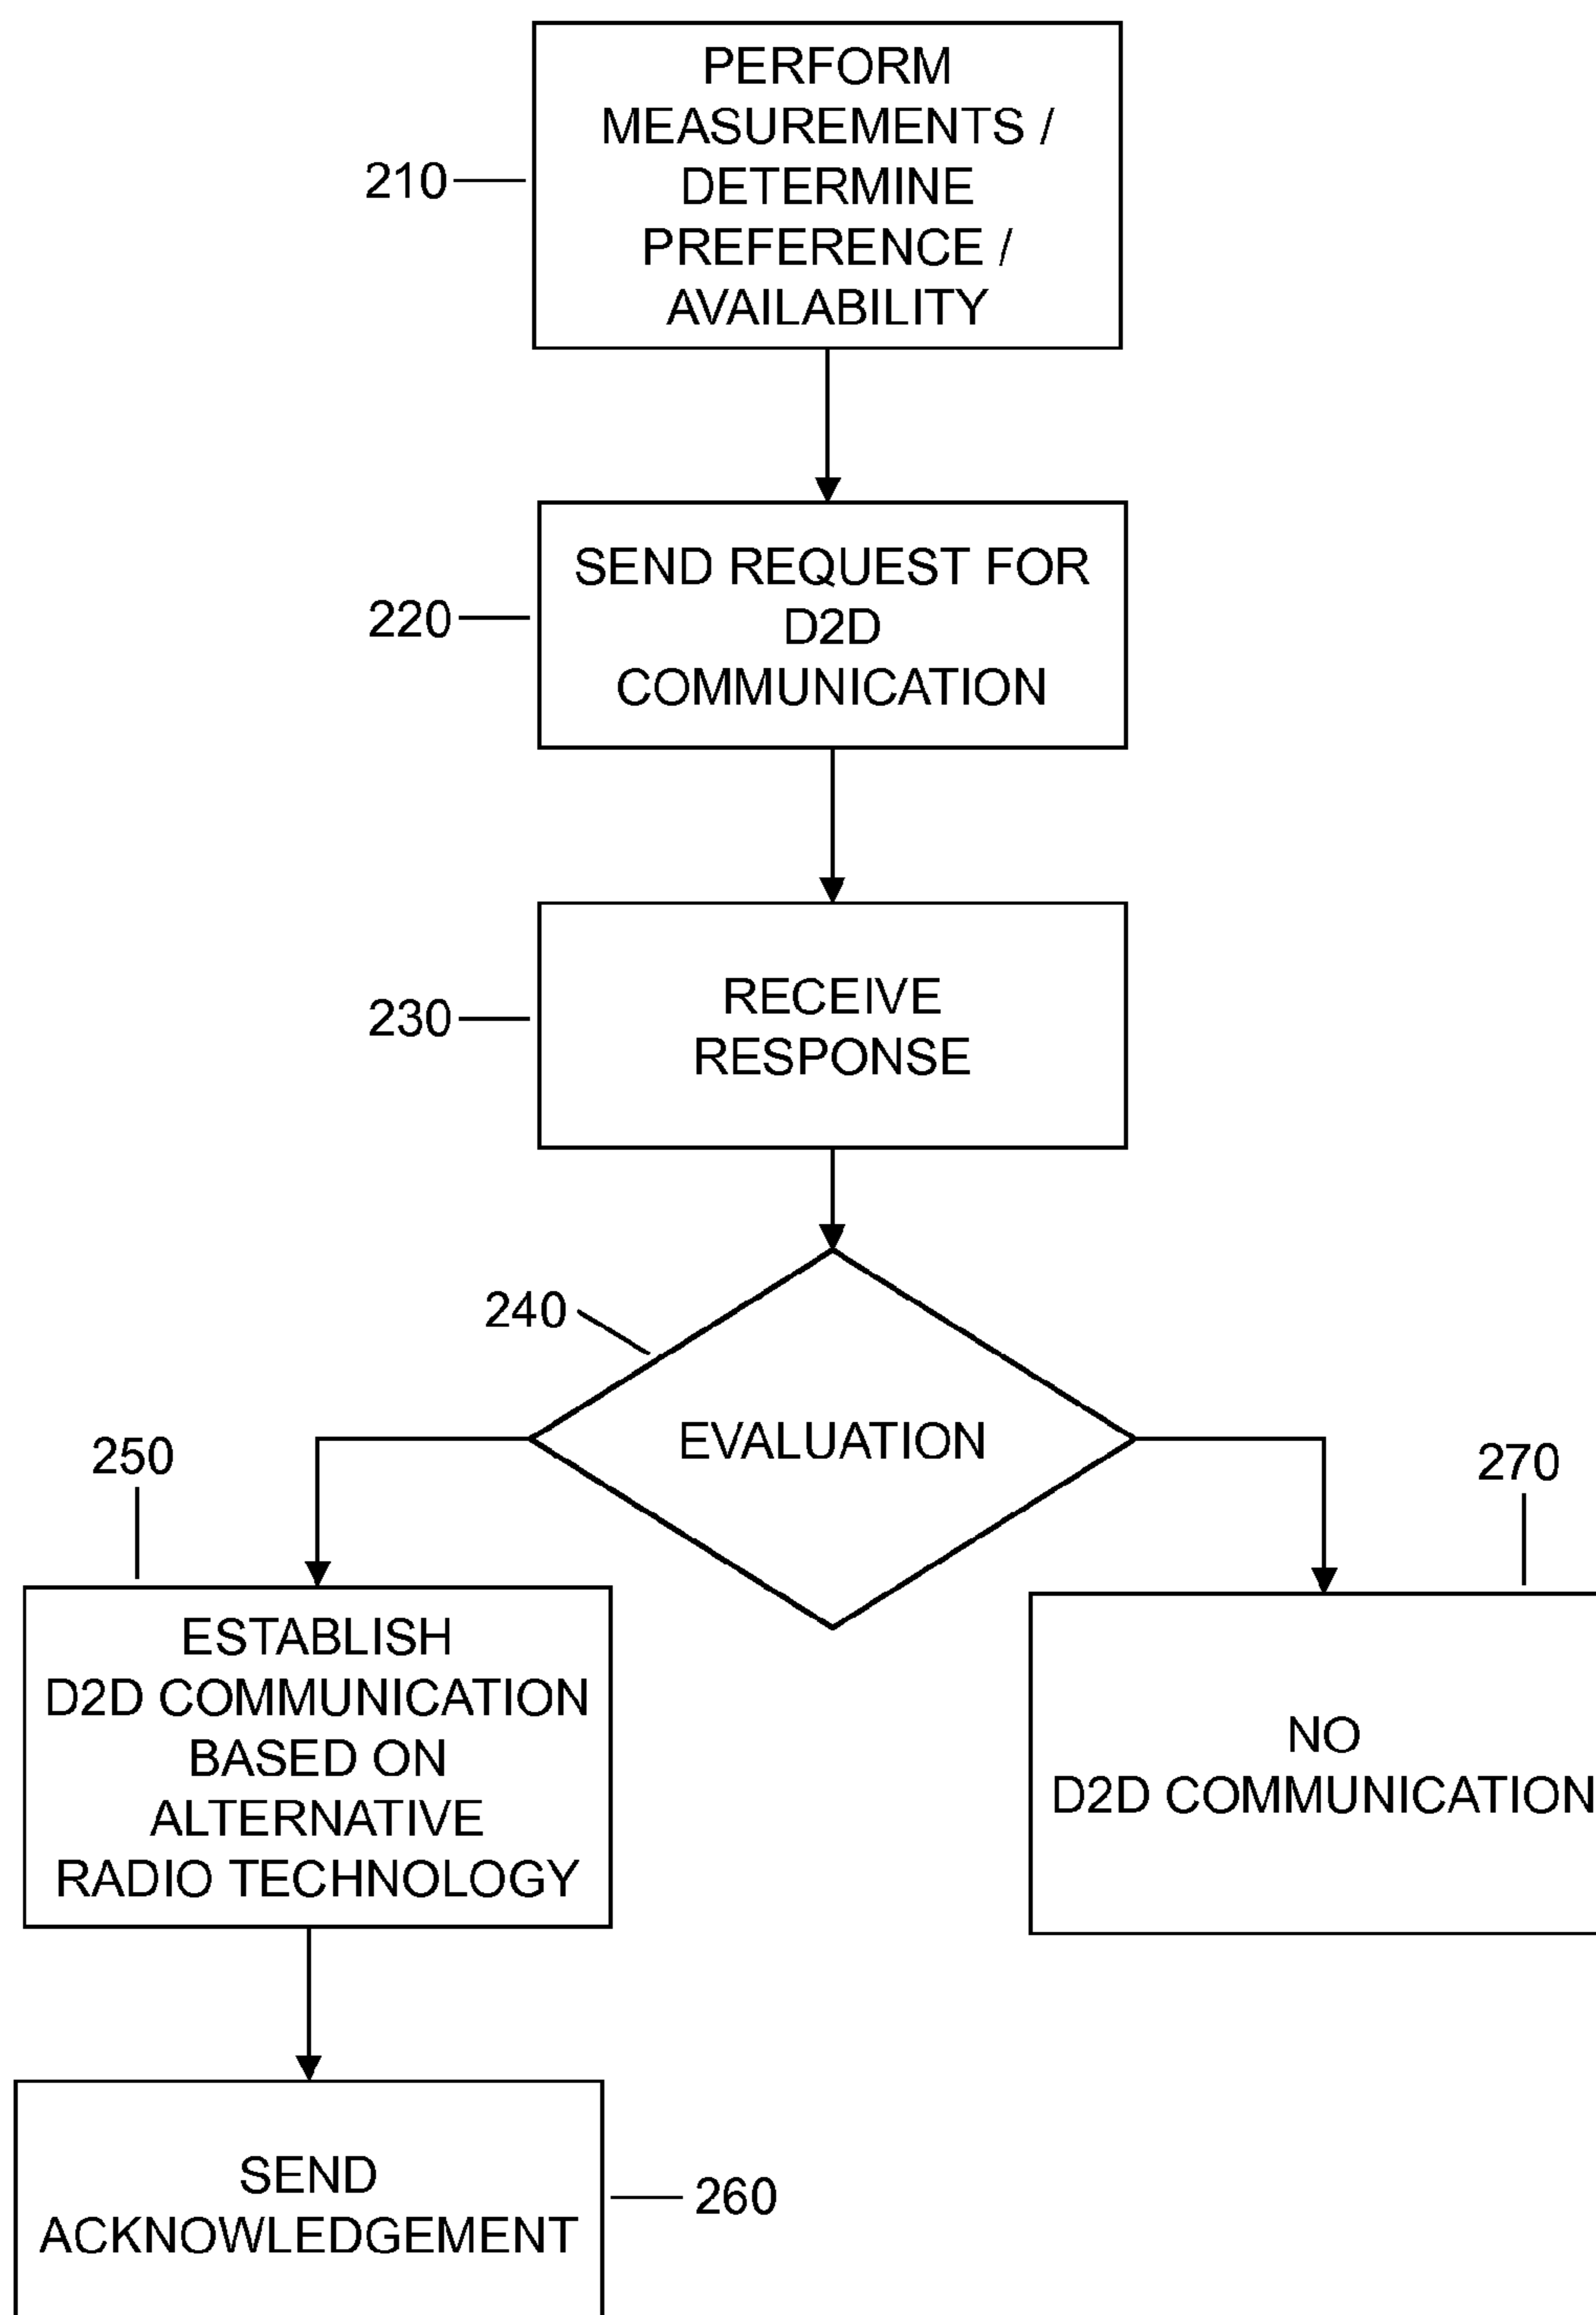 PERFORM
MEASUREMENTS /
DETERMINE
PREFERENCE /
AVAILABILITY
210
SEND REQUEST FOR
D2D
COMMUNICATION
220
RECEIVE
RESPONSE
230
240
EVALUATION
250
270
ESTABLISH
D2D COMMUNICATION
BASED ON
ALTERNATIVE
RADIO TECHNOLOGY
NO
D2D COMMUNICATION
SEND
ACKNOWLEDGEMENT
260